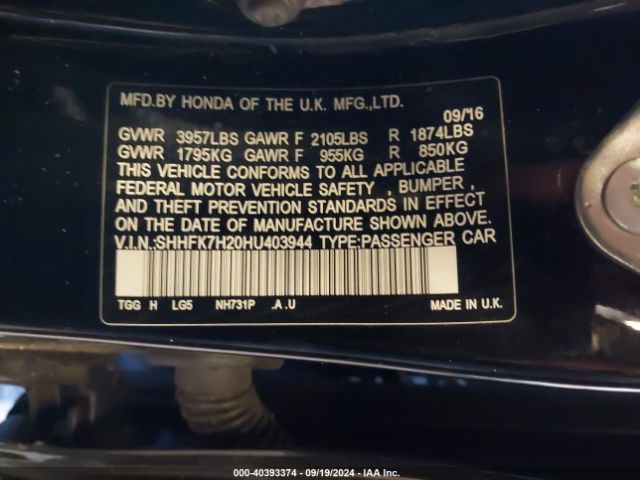 MFD.BY HONDA OF THE U.K. MFG.,LTD.
09/16
GVWR 3957LBS GAWR F 2105LBS R 1874LBS
GVWR 1795KG GAWR F 955KG R 850KG
THIS VEHICLE CONFORMS TO ALL APPLICABLE
FEDERAL MOTOR VEHICLE SAFETY , BUMPER ,
AND THEFT PREVENTION STANDARDS IN EFFECT
ON THE DATE OF MANUFACTURE SHOWN ABOVE.
V.I.N.:SHHFK7H20HU403944 TYPE:PASSENGER CAR
TGG H LG5 NH731P .A .U MADE IN U.K.
000-40393374 - 09/19/2024 - IAA Inc.